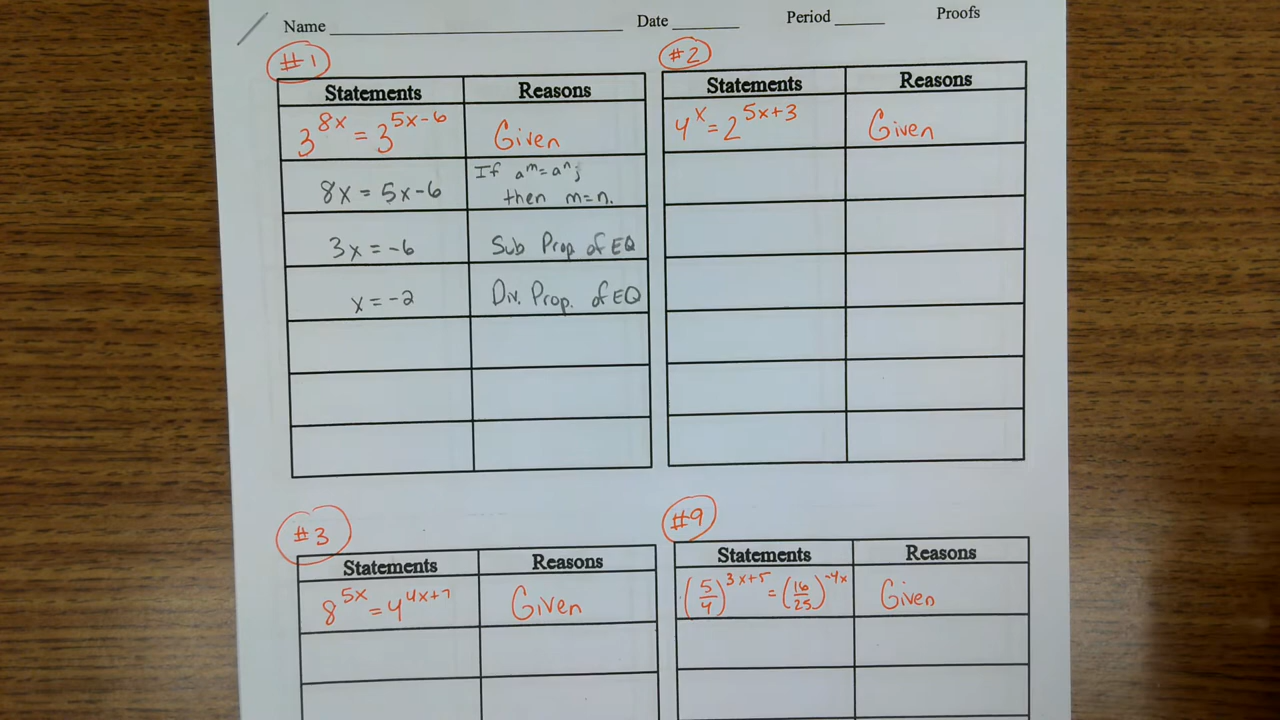 Name ____ Date ____ Period ____ Proofs
#1
Statements Reasons
3^{8x} = 3^{5x-6} Given
8x = 5x-6 If a^m = a^n;
then m=n.
3x = -6 Sub Prop of EQ
x = -2 Div. Prop. of EQ
#2
Statements Reasons
4^x = 2^{5x+3} Given
#3
Statements Reasons
8^{5x} = 4^{4x+7} Given
#9
Statements Reasons
(5/4)^{3x+5} = (16/25)^{-4x} Given